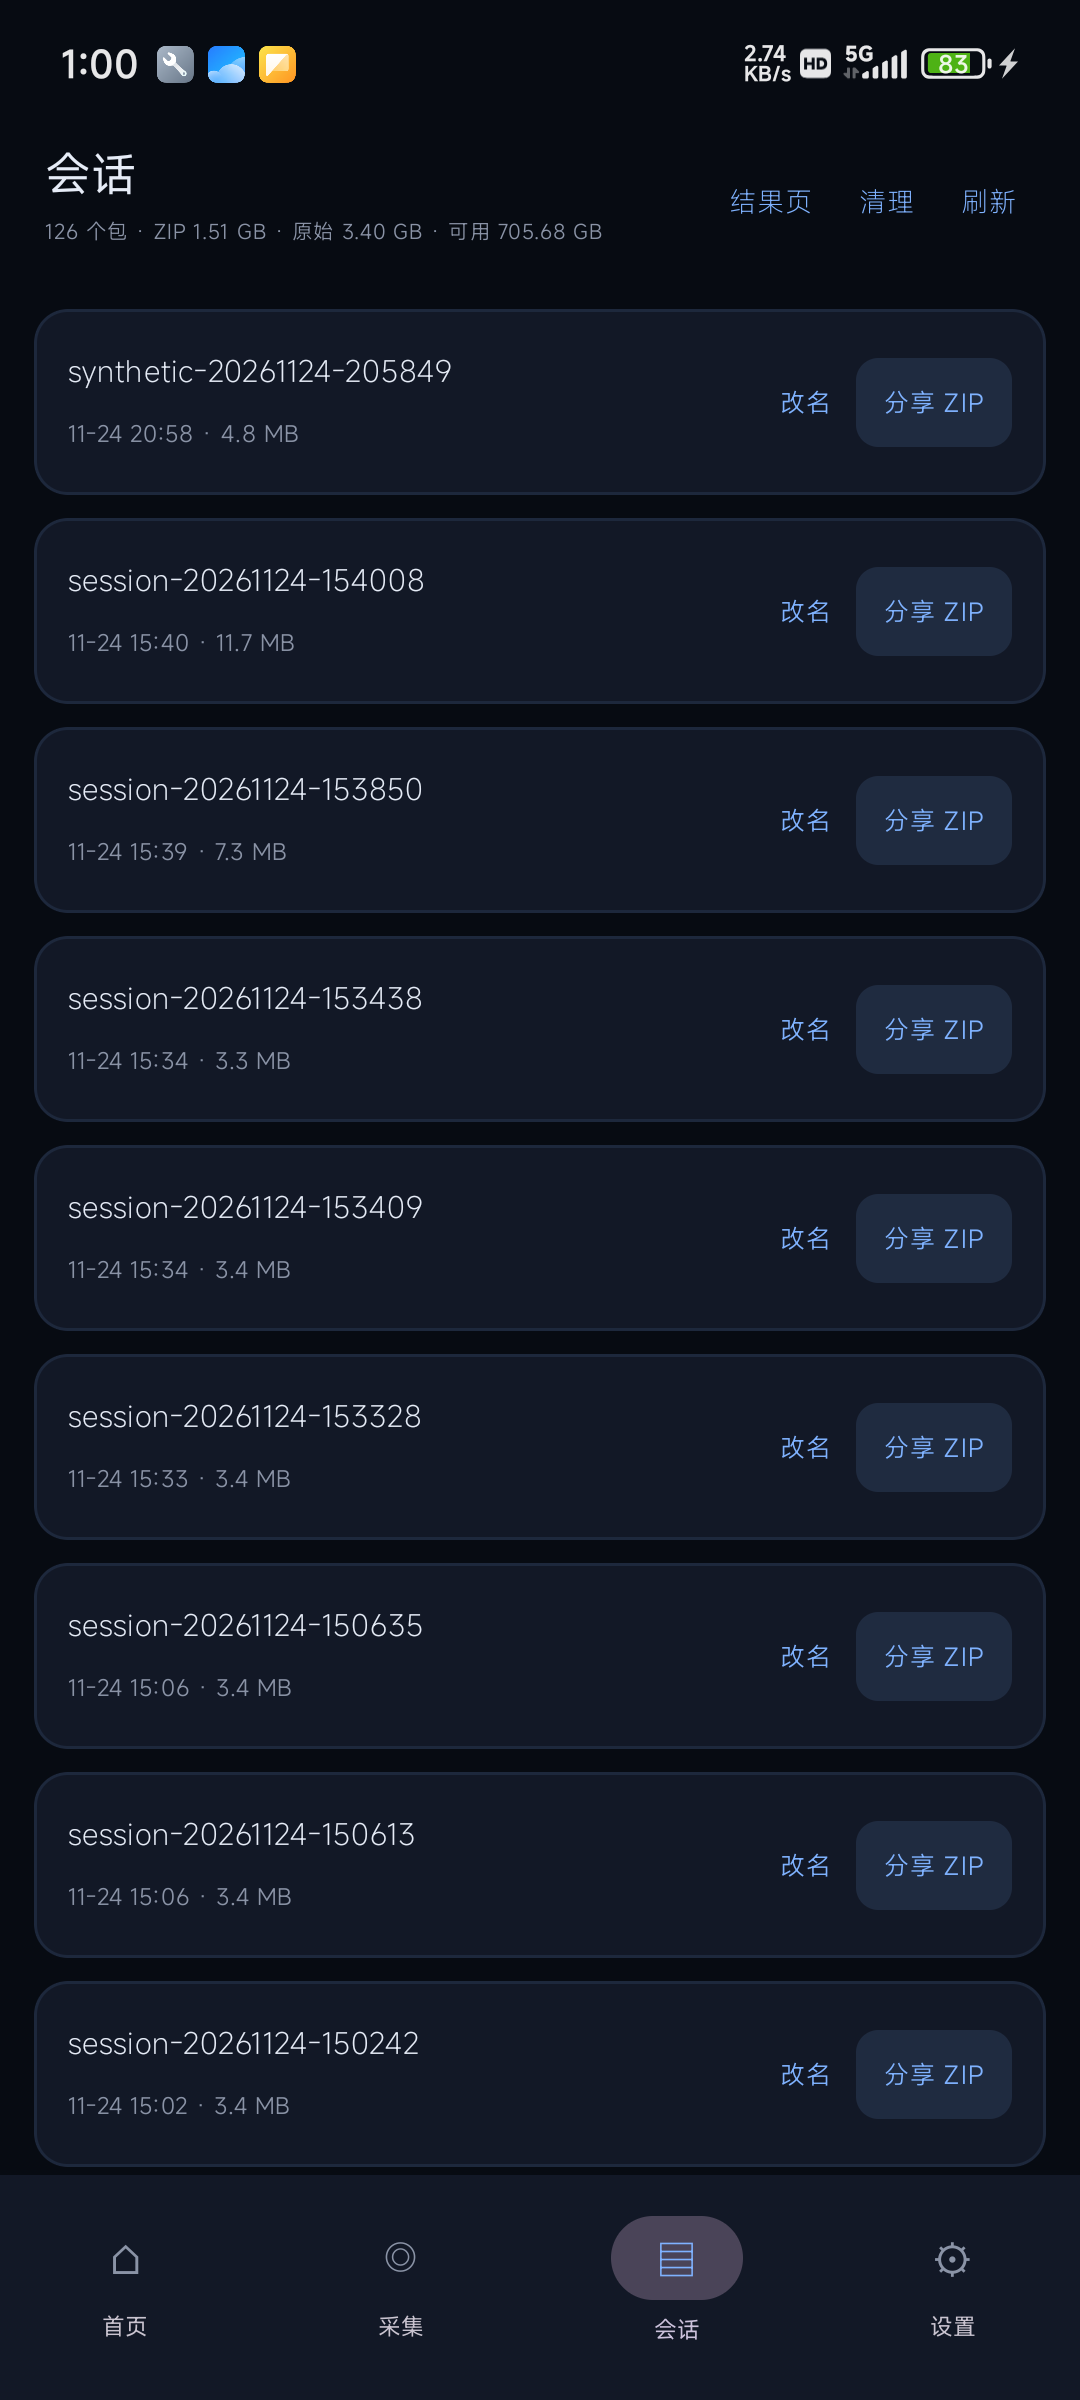 1:00
2.74 KB/s HD 5G 83
会话
结果页 清理 刷新
126 个包 · ZIP 1.51 GB · 原始 3.40 GB · 可用 705.68 GB
synthetic-20261124-205849
11-24 20:58 · 4.8 MB
改名 分享 ZIP
session-20261124-154008
11-24 15:40 · 11.7 MB
改名 分享 ZIP
session-20261124-153850
11-24 15:39 · 7.3 MB
改名 分享 ZIP
session-20261124-153438
11-24 15:34 · 3.3 MB
改名 分享 ZIP
session-20261124-153409
11-24 15:34 · 3.4 MB
改名 分享 ZIP
session-20261124-153328
11-24 15:33 · 3.4 MB
改名 分享 ZIP
session-20261124-150635
11-24 15:06 · 3.4 MB
改名 分享 ZIP
session-20261124-150613
11-24 15:06 · 3.4 MB
改名 分享 ZIP
session-20261124-150242
11-24 15:02 · 3.4 MB
改名 分享 ZIP
首页 采集 会话 设置